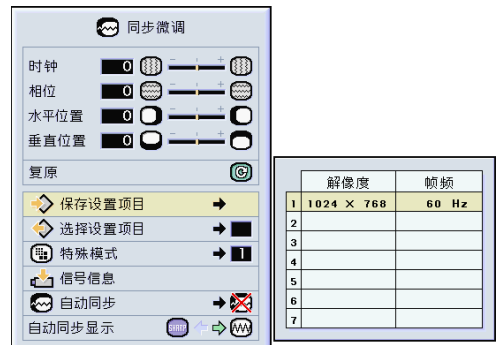 同步微调
时钟 0 - +
相位 0 - +
水平位置 0 - +
垂直位置 0 - +
复原
保存设置项目
选择设置项目
特殊模式 1
信号信息
自动同步
自动同步显示 SHARP
解像度 帧频
1 1024 × 768 60 Hz
2
3
4
5
6
7